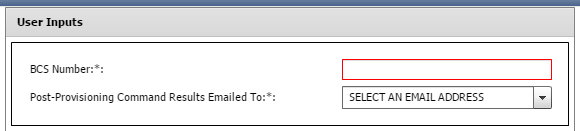 User Inputs
BCS Number:*:
Post-Provisioning Command Results Emailed To:*: SELECT AN EMAIL ADDRESS